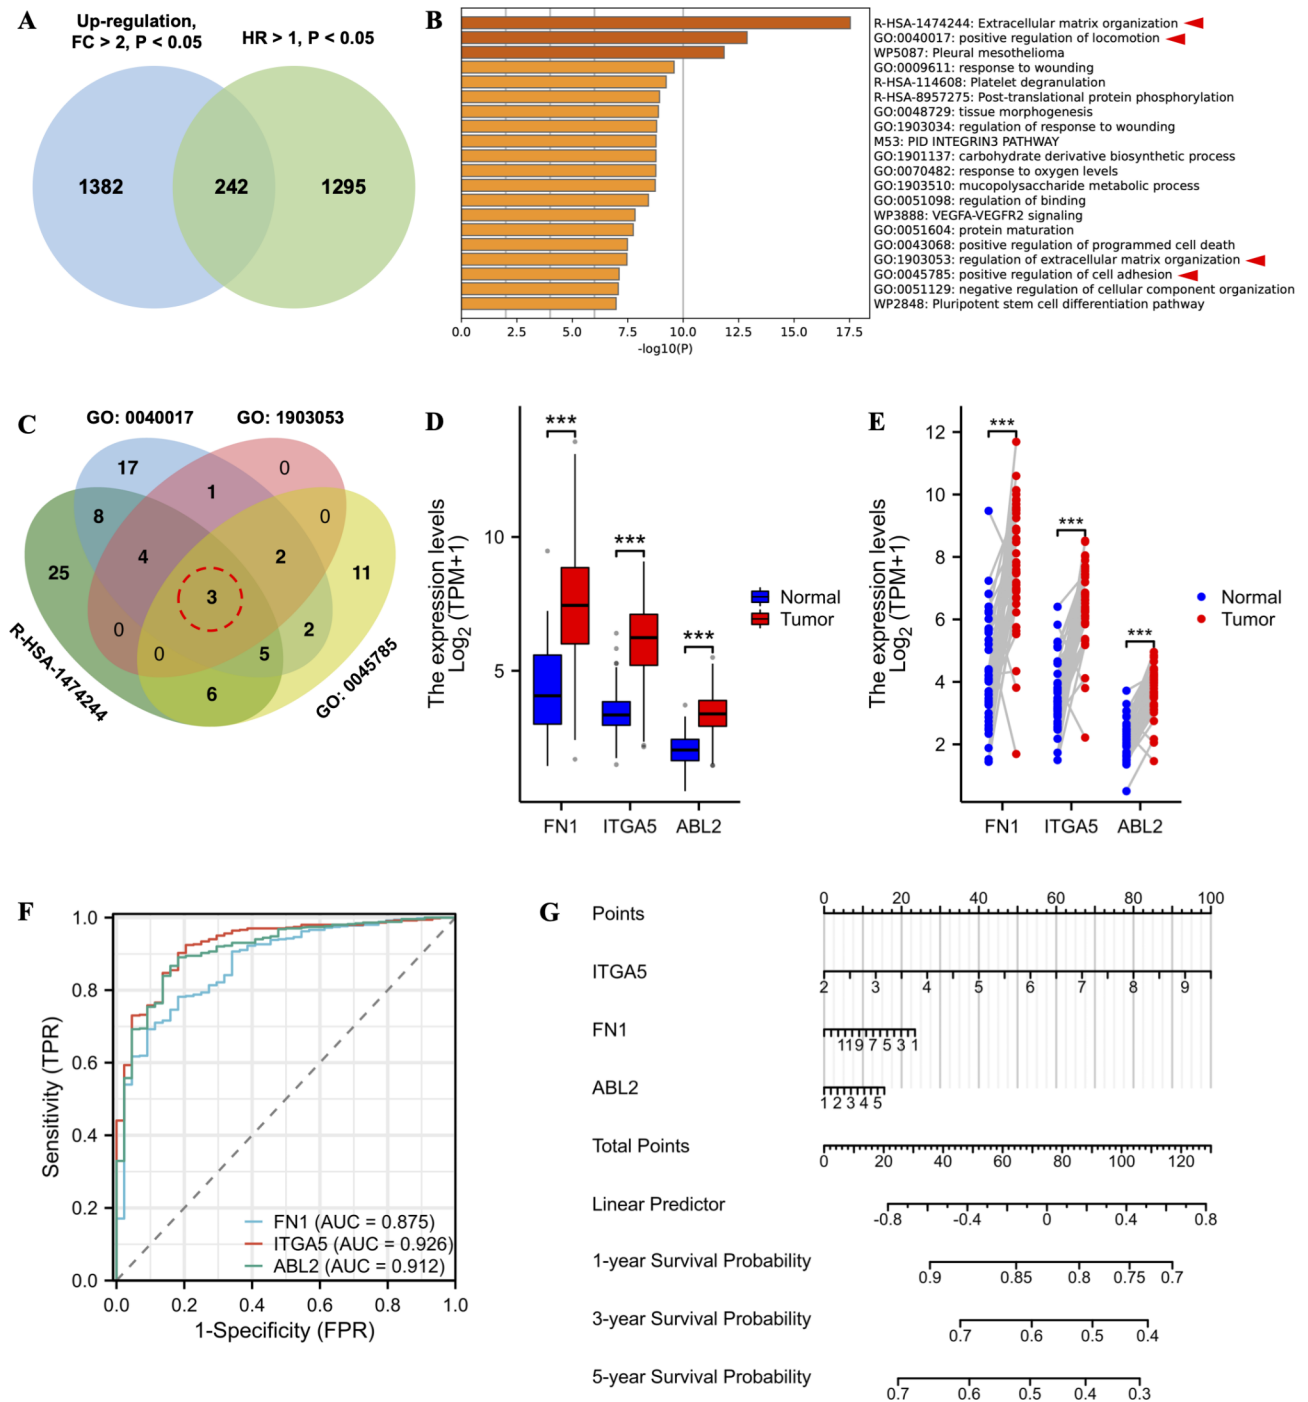 A
Up-regulation,
FC > 2, P < 0.05
HR > 1, P < 0.05
1382
242
1295
B
R-HSA-1474244: Extracellular matrix organization
GO:0040017: positive regulation of locomotion
WP5087: Pleural mesothelioma
GO:0009611: response to wounding
R-HSA-114608: Platelet degranulation
R-HSA-8957275: Post-translational protein phosphorylation
GO:0048729: tissue morphogenesis
GO:1903034: regulation of response to wounding
M53: PID INTEGRIN3 PATHWAY
GO:1901137: carbohydrate derivative biosynthetic process
GO:0070482: response to oxygen levels
GO:1903510: mucopolysaccharide metabolic process
GO:0051098: regulation of binding
WP3888: VEGFA-VEGFR2 signaling
GO:0051604: protein maturation
GO:0043068: positive regulation of programmed cell death
GO:1903053: regulation of extracellular matrix organization
GO:0045785: positive regulation of cell adhesion
GO:0051129: negative regulation of cellular component organization
WP2848: Pluripotent stem cell differentiation pathway
0.0 2.5 5.0 7.5 10.0 12.5 15.0 17.5
-log10(P)
C
GO: 0040017
GO: 1903053
17
0
1
8
0
4
2
25
3
11
0
2
0
5
6
R-HSA-1474244
GO: 0045785
D
The expression levels
Log2 (TPM+1)
10
5
***
***
***
FN1 ITGA5 ABL2
Normal
Tumor
E
The expression levels
Log2 (TPM+1)
12
10
8
6
4
2
***
***
***
FN1 ITGA5 ABL2
Normal
Tumor
F
Sensitivity (TPR)
1.0
0.8
0.6
0.4
0.2
0.0
FN1 (AUC = 0.875)
ITGA5 (AUC = 0.926)
ABL2 (AUC = 0.912)
0.0 0.2 0.4 0.6 0.8 1.0
1-Specificity (FPR)
G
Points
0 20 40 60 80 100
ITGA5
2 3 4 5 6 7 8 9
FN1
11 9 7 5 3 1
ABL2
1 2 3 4 5
Total Points
0 20 40 60 80 100 120
Linear Predictor
-0.8 -0.4 0 0.4 0.8
1-year Survival Probability
0.9 0.85 0.8 0.75 0.7
3-year Survival Probability
0.7 0.6 0.5 0.4
5-year Survival Probability
0.7 0.6 0.5 0.4 0.3